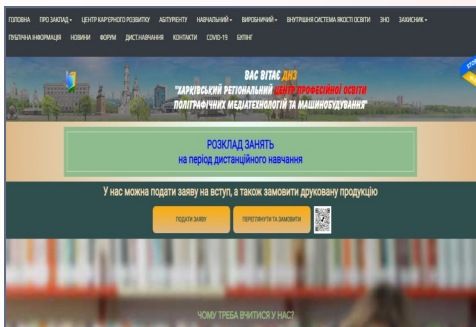 ГОЛОВНА ПРО ЗАКЛАД ЦЕНТР КАР'ЄРНОГО РОЗВИТКУ АБІТУРІЄНТУ НАВЧАЛЬНИЙ ВИРОБНИЧИЙ ВНУТРІШНЯ СИСТЕМА ЯКОСТІ ОСВІТИ ЗНО ЗАХИСНИК
ПУБЛІЧНА ІНФОРМАЦІЯ НОВИНИ ФОРУМ ДИСТ.НАВЧАННЯ КОНТАКТИ COVID-19 БУЛІНГ
ВАС ВІТАЄ ДНЗ
"ХАРКІВСЬКИЙ РЕГІОНАЛЬНИЙ ЦЕНТР ПРОФЕСІЙНОЇ ОСВІТИ
ПОЛІГРАФІЧНИХ МЕДІАТЕХНОЛОГІЙ ТА МАШИНОБУДУВАННЯ"
РОЗКЛАД ЗАНЯТЬ
на період дистанційного навчання
У нас можна подати заяву на вступ, а також замовити друковану продукцію
ПОДАТИ ЗАЯВУ ПЕРЕГЛЯНУТИ ТА ЗАМОВИТИ
ЧОМУ ТРЕБА ВЧИТИСЯ У НАС?